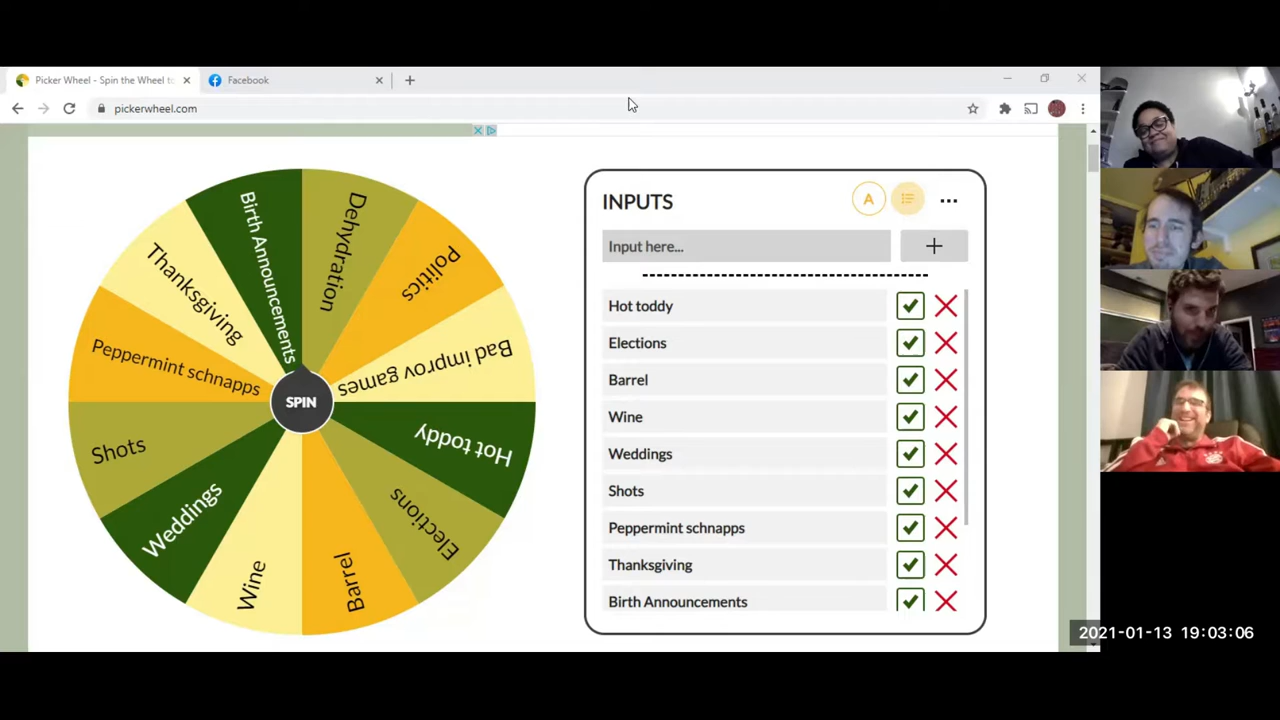 Picker Wheel - Spin the Wheel to
Facebook
pickerwheel.com
Birth Announcements
Dehydration
Politics
Bad improv games
Hot toddy
Elections
Barrel
Wine
Weddings
Shots
Peppermint schnapps
Thanksgiving
SPIN
INPUTS
A
Input here...
Hot toddy
Elections
Barrel
Wine
Weddings
Shots
Peppermint schnapps
Thanksgiving
Birth Announcements
2021-01-13 19:03:06